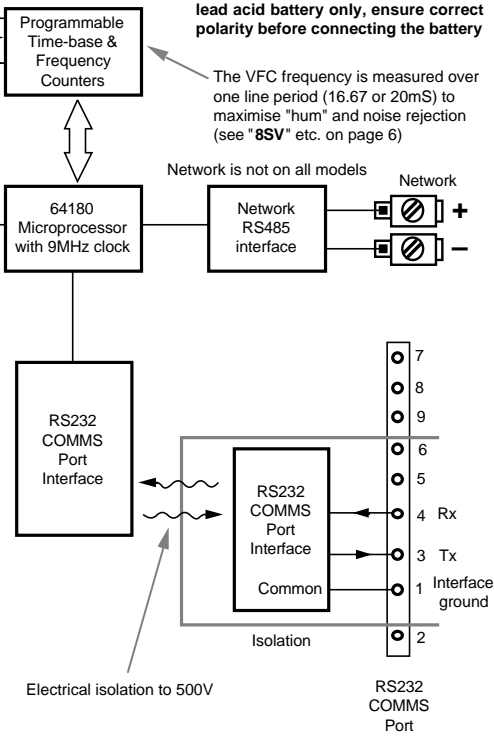 lead acid battery only, ensure correct
polarity before connecting the battery
Programmable
Time-base &
Frequency
Counters
The VFC frequency is measured over
one line period (16.67 or 20mS) to
maximise "hum" and noise rejection
(see "8SV" etc. on page 6)
Network is not on all models
Network
64180
Microprocessor
with 9MHz clock
Network
RS485
interface
+
−
RS232
COMMS
Port
Interface
RS232
COMMS
Port
Interface
Common
7
8
9
6
5
4 Rx
3 Tx
1 Interface
ground
2
Isolation
Electrical isolation to 500V
RS232
COMMS
Port